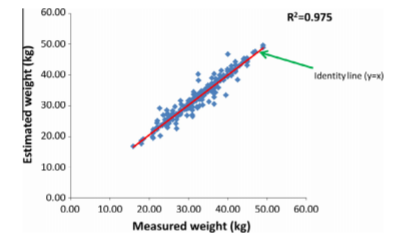 R²=0.975
Estimated weight (kg)
60.00
50.00
40.00
30.00
20.00
10.00
0.00
Identity line (y=x)
0.00 10.00 20.00 30.00 40.00 50.00 60.00
Measured weight (kg)